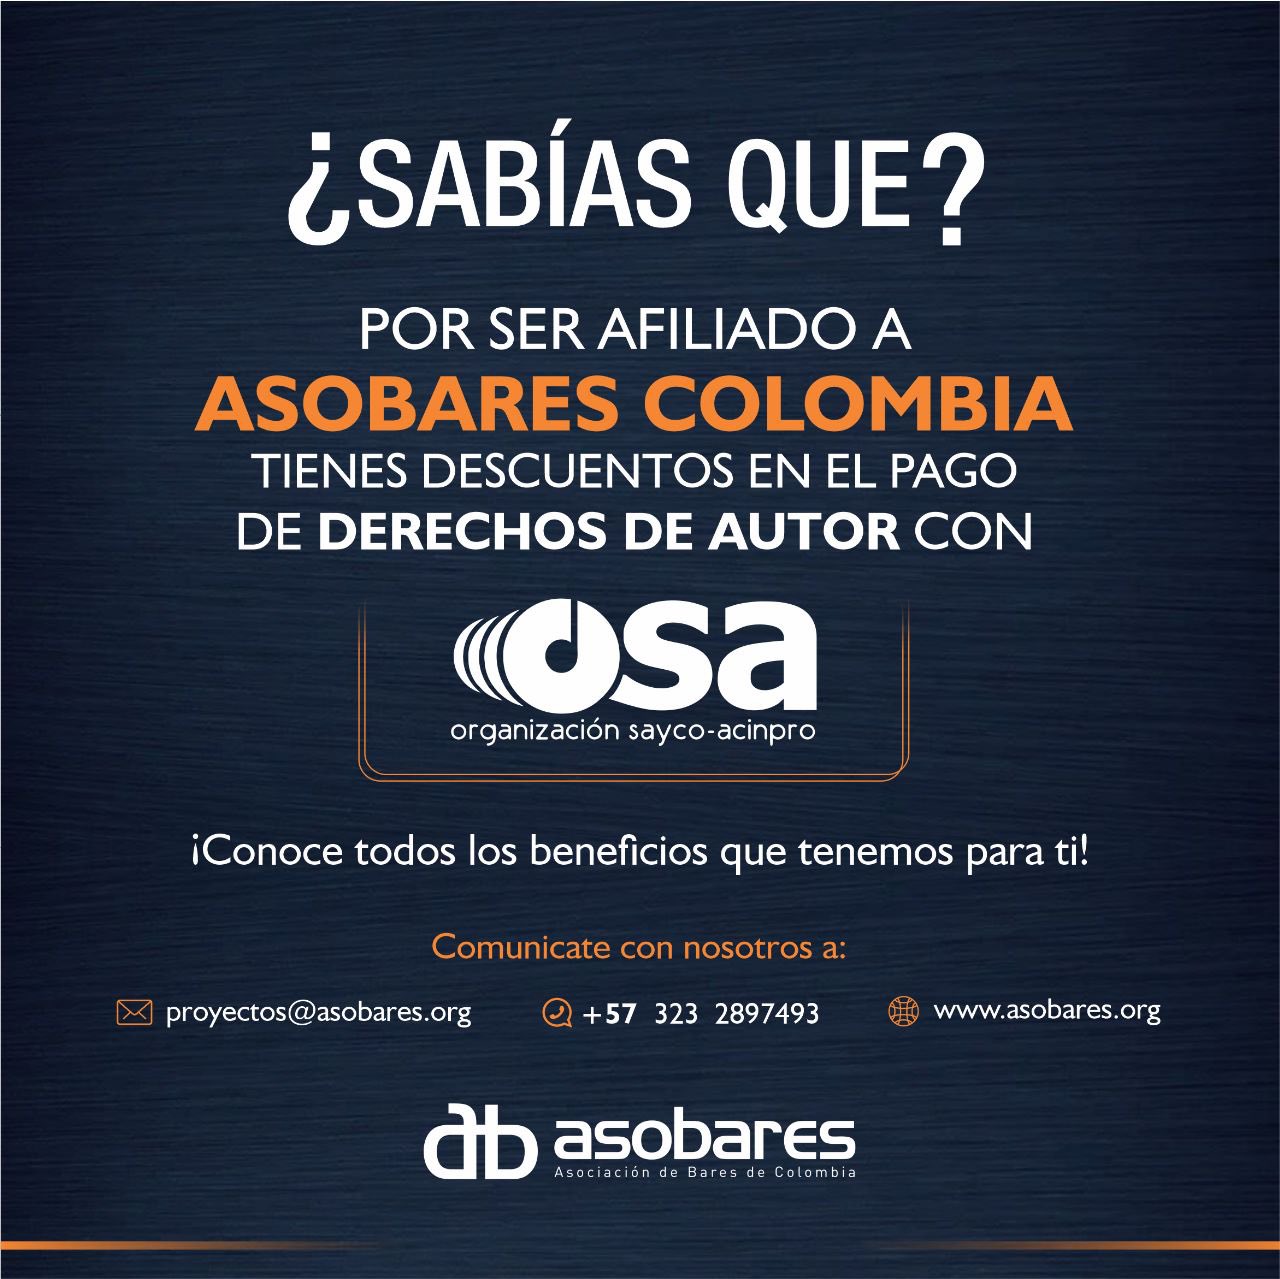 ¿SABÍAS QUE?
POR SER AFILIADO A
ASOBARES COLOMBIA
TIENES DESCUENTOS EN EL PAGO
DE DERECHOS DE AUTOR CON
osa
organización sayco-acinpro
¡Conoce todos los beneficios que tenemos para ti!
Comunicate con nosotros a:
proyectos@asobares.org +57 323 2897493 www.asobares.org
ab asobares
Asociación de Bares de Colombia